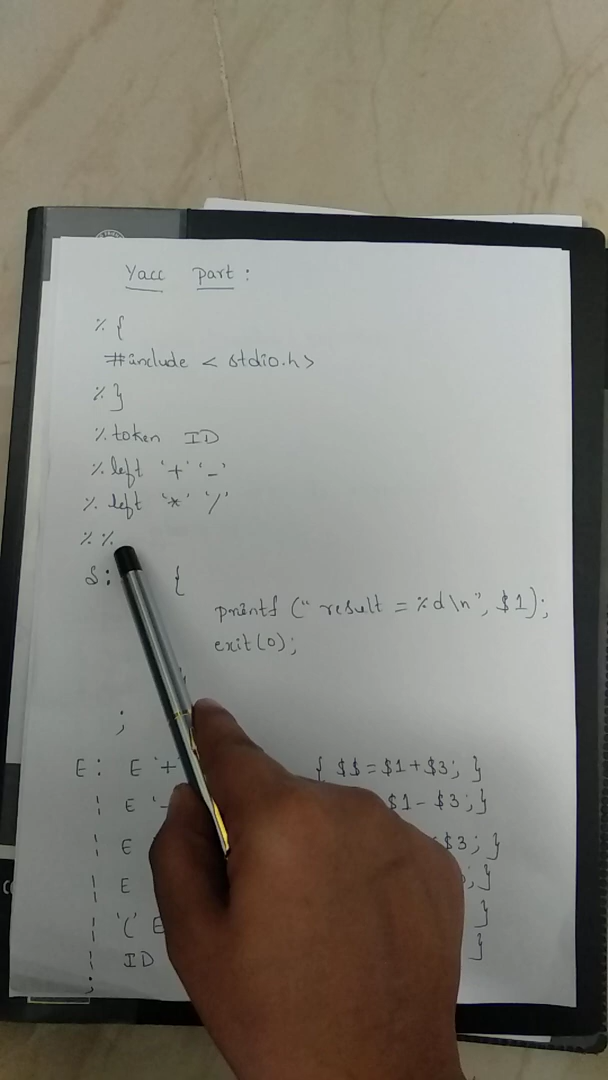 Yacc part :
%{
#include < stdio.h>
%}
%token ID
%left '+' '-'
%left '*' '/'
%%
S: {
printf (" result = %d\n", $1);
exit(0);
}
;
E: E '+' { $$=$1+$3; }
| E '- $1- $3;}
| E $3; }
| E ;}
| '(' E }
| ID }
;